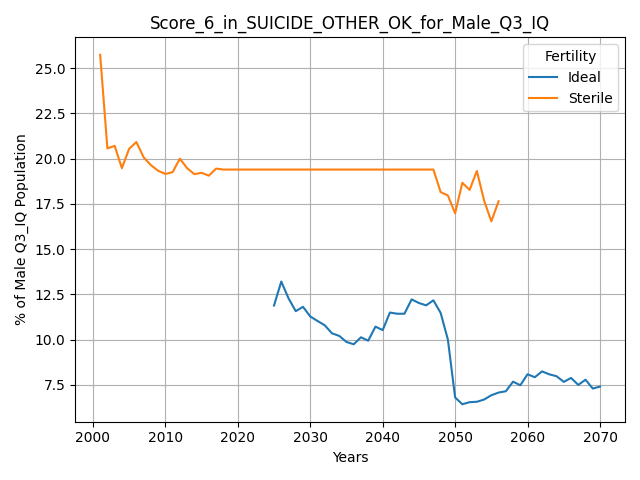 Score_6_in_SUICIDE_OTHER_OK_for_Male_Q3_IQ
% of Male Q3_IQ Population
25.0
22.5
20.0
17.5
15.0
12.5
10.0
7.5
Fertility
Ideal
Sterile
2000 2010 2020 2030 2040 2050 2060 2070
Years